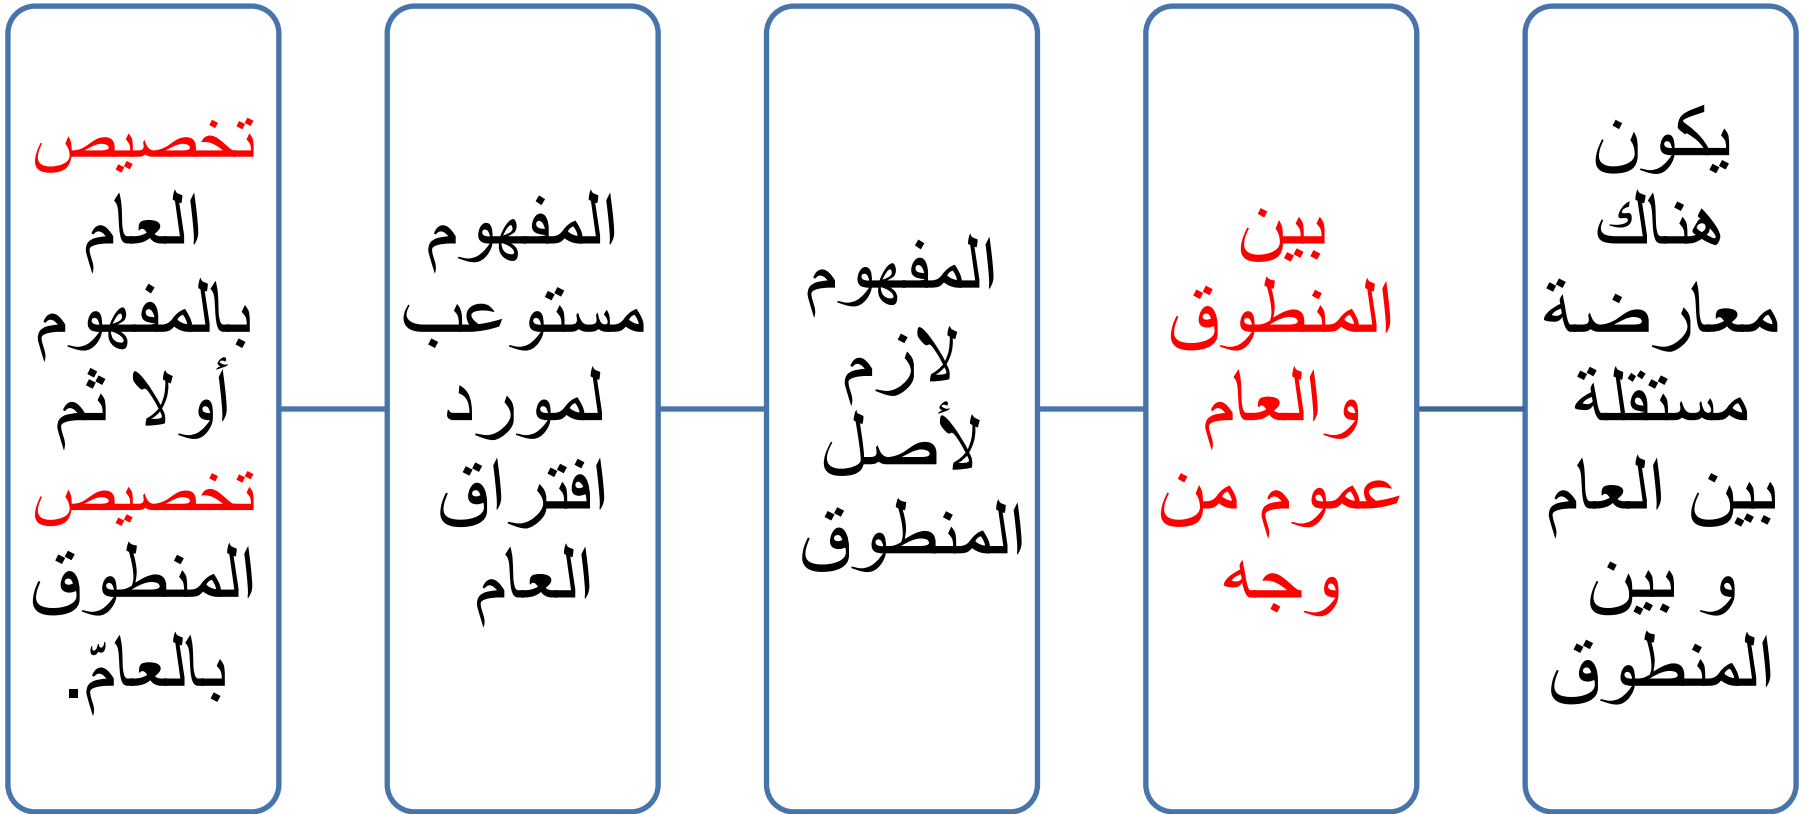 يكون
هناك
معارضة
مستقلة
بين العام
و بين
المنطوق
بين
المنطوق
والعام
عموم من
وجه
المفهوم
لازم
لأصل
المنطوق
المفهوم
مستوعب
لمورد
افتراق
العام
تخصيص
العام
بالمفهوم
أولا ثم
تخصيص
المنطوق
بالعامّ.